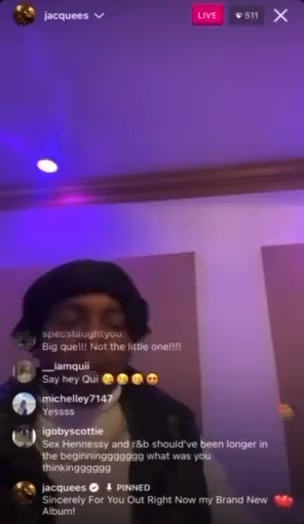 jacquees
LIVE
511
specstaughtyou
Big que!!! Not the little one!!!!
__iamquii
Say hey Qui 😢😢😢😍
michelley7147
Yessss
igobyscottie
Sex Hennessy and r&b should've been longer in
the beginninggggggg what was you
thinkingggggg
jacquees PINNED
Sincerely For You Out Right Now my Brand New
Album!